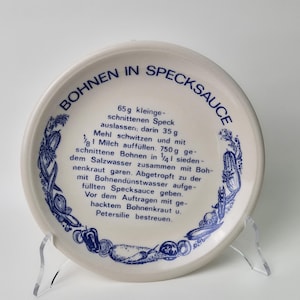 BOHNEN IN SPECKSAUCE
65 g kleinge-
schnittenen Speck
auslassen; darin 35 g
Mehl schwitzen und mit
⅛ l Milch auffüllen. 750 g ge-
schnittene Bohnen in ¼ l sieden-
dem Salzwasser zusammen mit Boh-
nenkraut garen. Abgetropft zu der
mit Bohnendünstwasser aufge-
füllten Specksauce geben.
Vor dem Auftragen mit ge-
hacktem Bohnenkraut u.
Petersilie bestreuen.